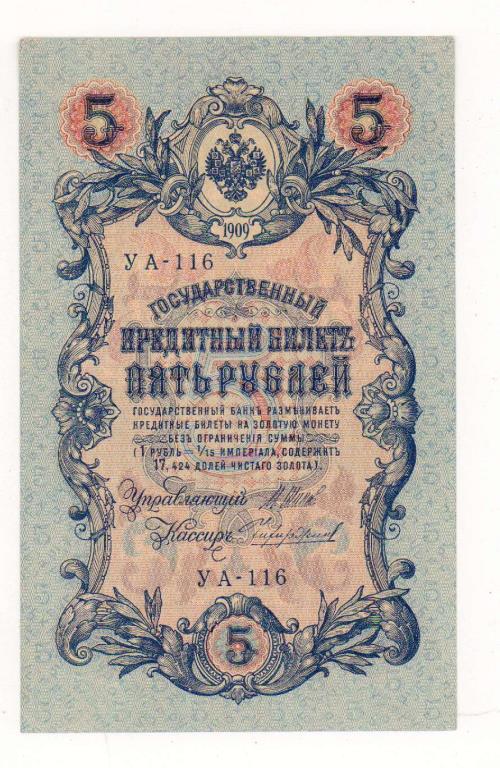 5 5
1909
УА-116
ГОСУДАРСТВЕННЫЙ
КРЕДИТНЫЙ БИЛЕТЪ
ПЯТЬ РУБЛЕЙ
ГОСУДАРСТВЕННЫЙ БАНКЪ РАЗМѢНИВАЕТЪ
КРЕДИТНЫЕ БИЛЕТЫ НА ЗОЛОТУЮ МОНЕТУ
БЕЗЪ ОГРАНИЧЕНІЯ СУММЫ
(1 РУБЛЬ = 1/15 ИМПЕРІАЛА, СОДЕРЖИТЪ
17,424 ДОЛЕЙ ЧИСТАГО ЗОЛОТА).
Управляющій
Кассиръ
УА-116
5